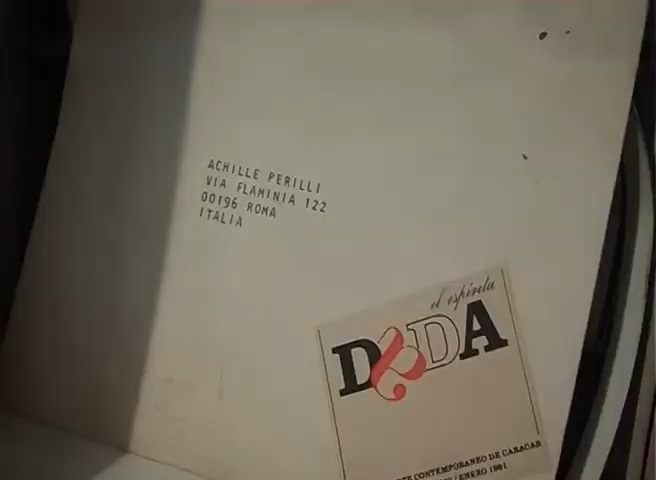 ACHILLE PERILLI
VIA FLAMINIA 122
00196 ROMA
ITALIA
el espíritu
DADA
CONTEMPORANEO DE CARACAS
/ENERO 1981